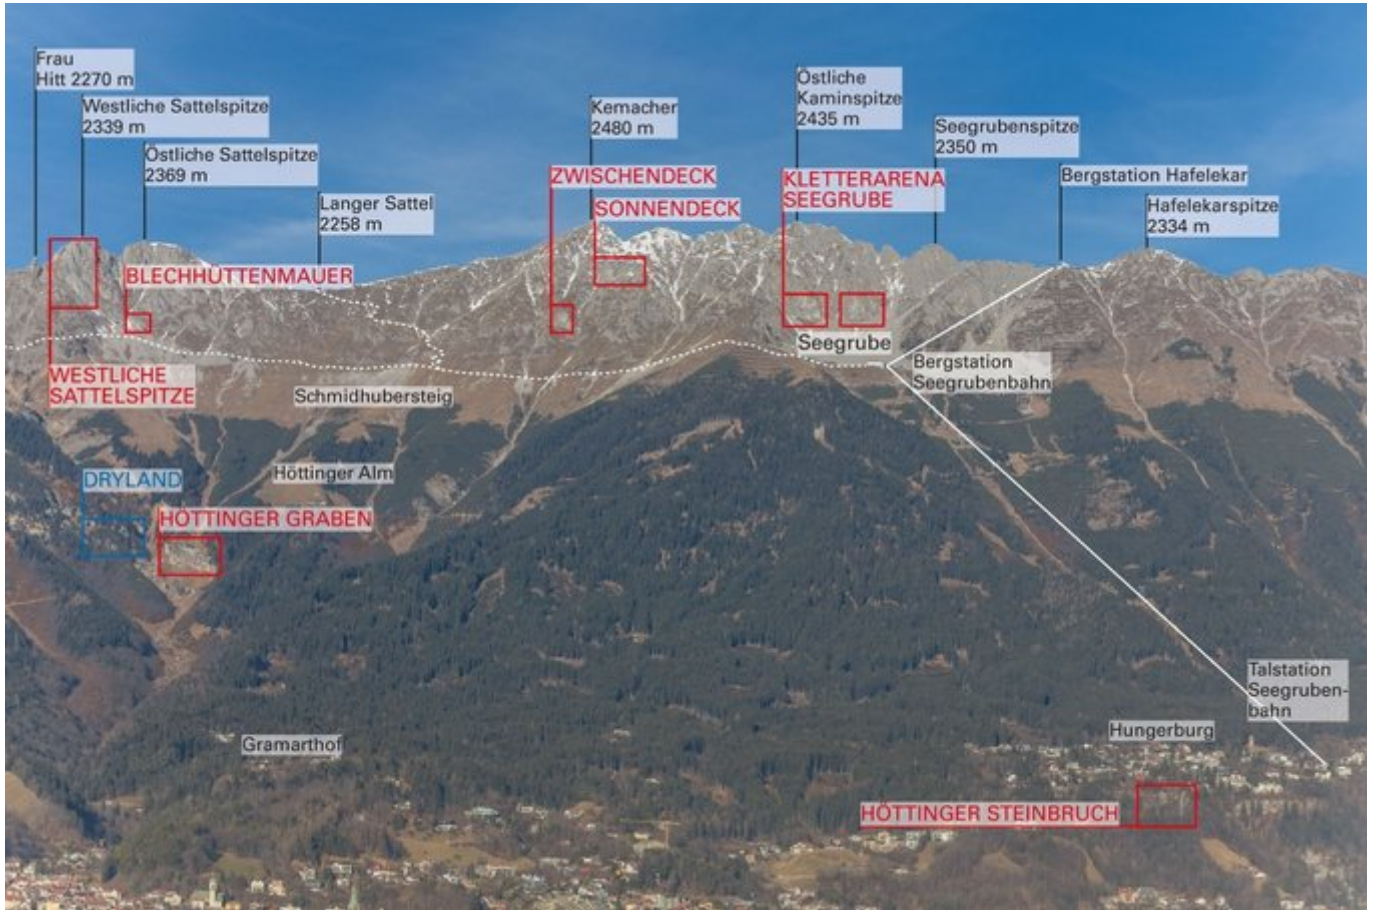 Frau
Hitt 2270 m
Westliche Sattelspitze
2339 m
Östliche Sattelspitze
2369 m
Langer Sattel
2258 m
Kemacher
2480 m
Östliche
Kaminspitze
2435 m
Seegrubenspitze
2350 m
Bergstation Hafelekar
Hafelekarspitze
2334 m
ZWISCHENDECK
SONNENDECK
KLETTERARENA
SEEGRUBE
BLECHHÜTTENMAUER
Seegrube
Bergstation
Seegrubenbahn
WESTLICHE
SATTELSPITZE
Schmidhubersteig
Höttinger Alm
DRYLAND
HÖTTINGER GRABEN
Talstation
Seegruben-
bahn
Hungerburg
Gramarthof
HÖTTINGER STEINBRUCH